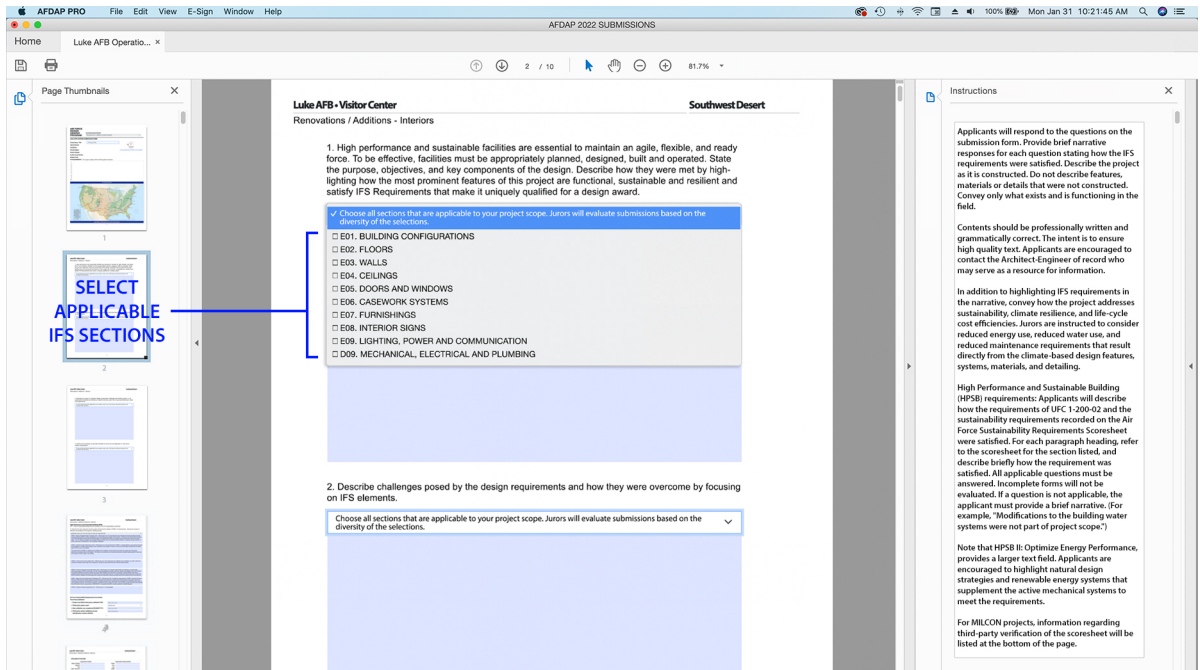 AFDAP PRO File Edit View E-Sign Window Help
100% Mon Jan 31 10:21:45 AM
AFDAP 2022 SUBMISSIONS
Home Luke AFB Operatio... ×
2 / 10 81.7%
Page Thumbnails
1
SELECT
APPLICABLE
IFS SECTIONS
2
3
Luke AFB • Visitor Center Southwest Desert
Renovations / Additions - Interiors
1. High performance and sustainable facilities are essential to maintain an agile, flexible, and ready
force. To be effective, facilities must be appropriately planned, designed, built and operated. State
the purpose, objectives, and key components of the design. Describe how they were met by high-
lighting how the most prominent features of this project are functional, sustainable and resilient and
satisfy IFS Requirements that make it uniquely qualified for a design award.
✓ Choose all sections that are applicable to your project scope. Jurors will evaluate submissions based on the
diversity of the selections.
☐ E01. BUILDING CONFIGURATIONS
☐ E02. FLOORS
☐ E03. WALLS
☐ E04. CEILINGS
☐ E05. DOORS AND WINDOWS
☐ E06. CASEWORK SYSTEMS
☐ E07. FURNISHINGS
☐ E08. INTERIOR SIGNS
☐ E09. LIGHTING, POWER AND COMMUNICATION
☐ D09. MECHANICAL, ELECTRICAL AND PLUMBING
2. Describe challenges posed by the design requirements and how they were overcome by focusing
on IFS elements.
Choose all sections that are applicable to your project scope. Jurors will evaluate submissions based on the
diversity of the selections.
Instructions
Applicants will respond to the questions on the
submission form. Provide brief narrative
responses for each question stating how the IFS
requirements were satisfied. Describe the project
as it is constructed. Do not describe features,
materials or details that were not constructed.
Convey only what exists and is functioning in the
field.
Contents should be professionally written and
grammatically correct. The intent is to ensure
high quality text. Applicants are encouraged to
contact the Architect-Engineer of record who
may serve as a resource for information.
In addition to highlighting IFS requirements in
the narrative, convey how the project addresses
sustainability, climate resilience, and life-cycle
cost efficiencies. Jurors are instructed to consider
reduced energy use, reduced water use, and
reduced maintenance requirements that result
directly from the climate-based design features,
systems, materials, and detailing.
High Performance and Sustainable Building
(HPSB) requirements: Applicants will describe
how the requirements of UFC 1-200-02 and the
sustainability requirements recorded on the Air
Force Sustainability Requirements Scoresheet
were satisfied. For each paragraph heading, refer
to the scoresheet for the section listed, and
describe briefly how the requirement was
satisfied. All applicable questions must be
answered. Incomplete forms will not be
evaluated. If a question is not applicable, the
applicant must provide a brief narrative. (For
example, "Modifications to the building water
systems were not part of project scope.")
Note that HPSB II: Optimize Energy Performance,
provides a larger text field. Applicants are
encouraged to highlight natural design
strategies and renewable energy systems that
supplement the active mechanical systems to
meet the requirements.
For MILCON projects, information regarding
third-party verification of the scoresheet will be
listed at the bottom of the page.